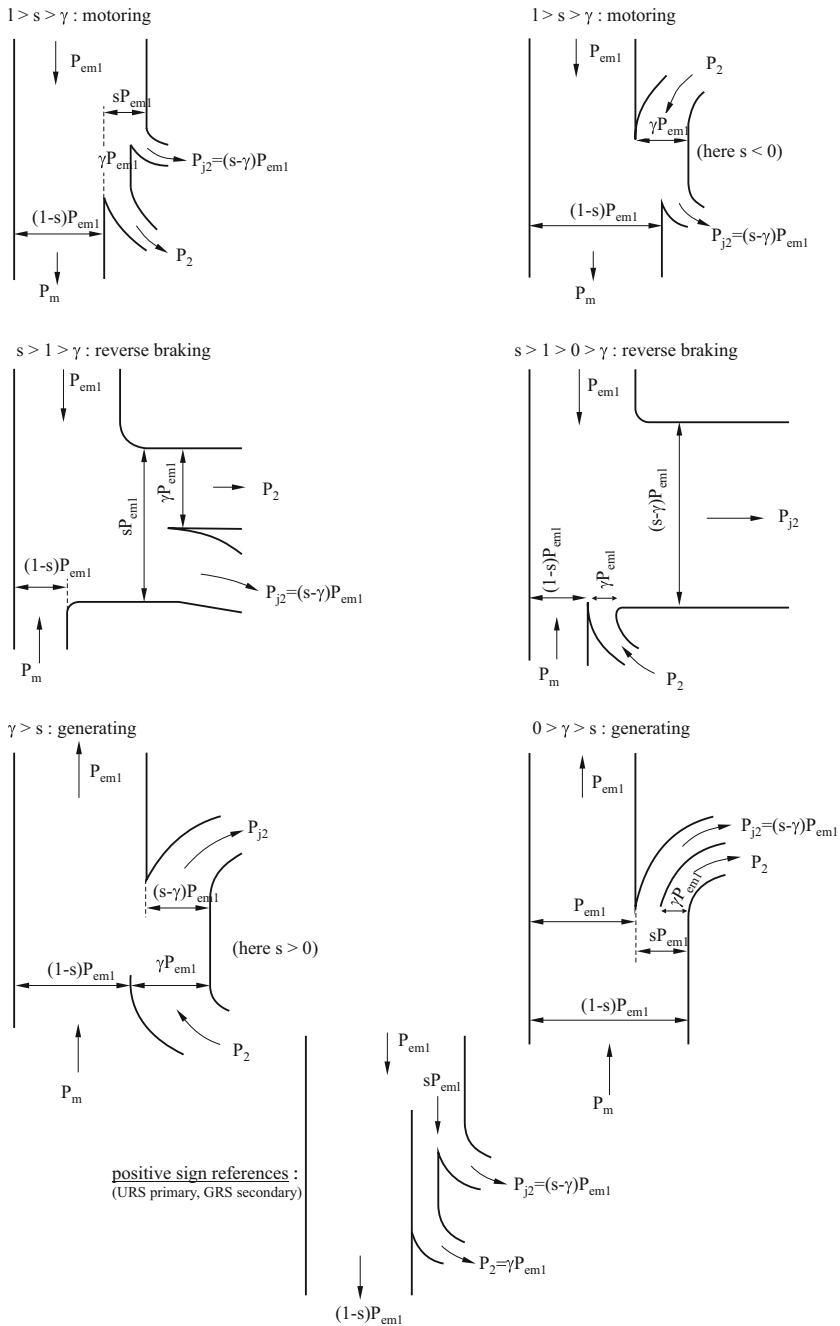 1 > s > γ : motoring
P_em1
sP_em1
γP_em1
P_j2=(s-γ)P_em1
(1-s)P_em1
P_2
P_m
1 > s > γ : motoring
P_em1
P_2
γP_em1
(here s < 0)
(1-s)P_em1
P_j2=(s-γ)P_em1
P_m
s > 1 > γ : reverse braking
P_em1
sP_em1
γP_em1
P_2
(1-s)P_em1
P_j2=(s-γ)P_em1
P_m
s > 1 > 0 > γ : reverse braking
P_em1
(s-γ)P_em1
P_j2
(1-s)P_em1
γP_em1
P_m
P_2
γ > s : generating
P_em1
P_j2
(s-γ)P_em1
(here s > 0)
(1-s)P_em1
γP_em1
P_2
P_m
0 > γ > s : generating
P_em1
P_j2=(s-γ)P_em1
P_2
γP_em1
P_em1
sP_em1
(1-s)P_em1
P_m
P_em1
sP_em1
positive sign references :
(URS primary, GRS secondary)
P_j2=(s-γ)P_em1
P_2=γP_em1
(1-s)P_em1